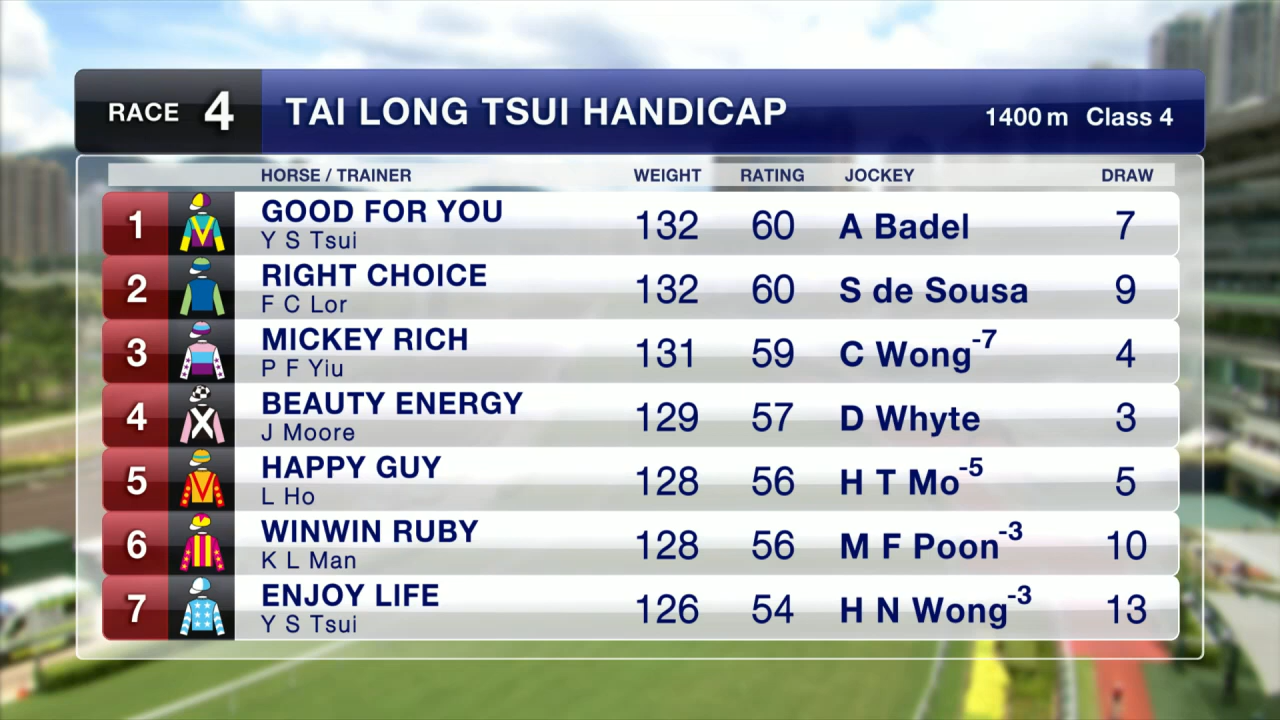 RACE 4 TAI LONG TSUI HANDICAP 1400 m Class 4
HORSE / TRAINER WEIGHT RATING JOCKEY DRAW
1 GOOD FOR YOU 132 60 A Badel 7
Y S Tsui
2 RIGHT CHOICE 132 60 S de Sousa 9
F C Lor
3 MICKEY RICH 131 59 C Wong-7 4
P F Yiu
4 BEAUTY ENERGY 129 57 D Whyte 3
J Moore
5 HAPPY GUY 128 56 H T Mo-5 5
L Ho
6 WINWIN RUBY 128 56 M F Poon-3 10
K L Man
7 ENJOY LIFE 126 54 H N Wong-3 13
Y S Tsui